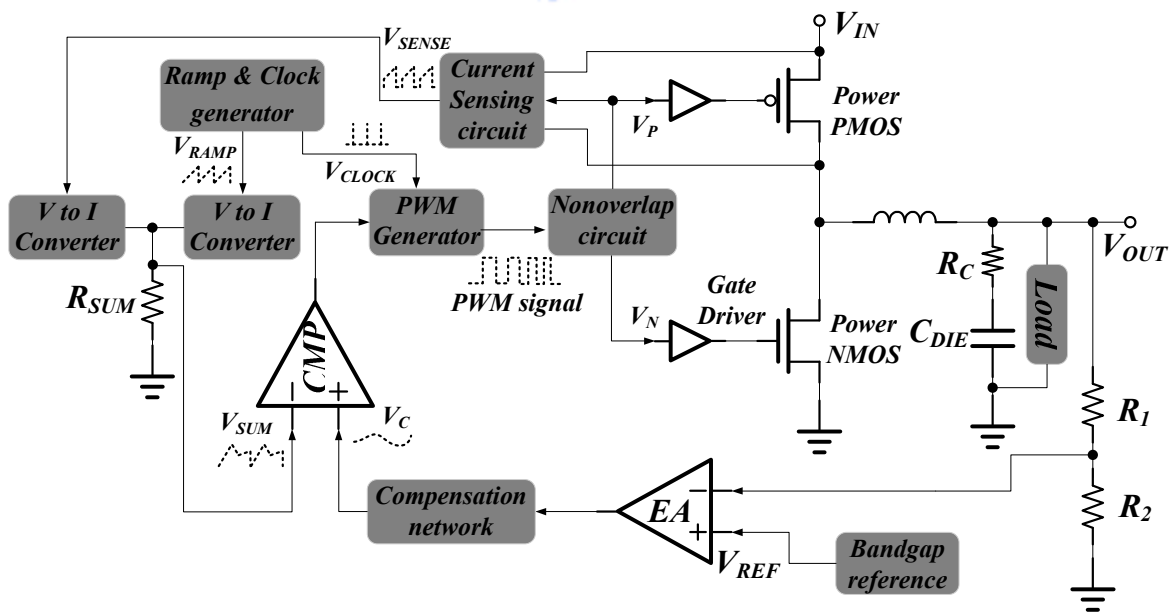 V_IN
V_SENSE
Ramp & Clock
generator
Current
Sensing
circuit
V_P
Power
PMOS
V_RAMP
V_CLOCK
V to I
Converter
V to I
Converter
PWM
Generator
Nonoverlap
circuit
V_OUT
R_SUM
PWM signal
R_C
Load
CMP
V_N
Gate
Driver
Power
NMOS
C_DIE
V_SUM
V_C
R_1
Compensation
network
EA
R_2
V_REF
Bandgap
reference